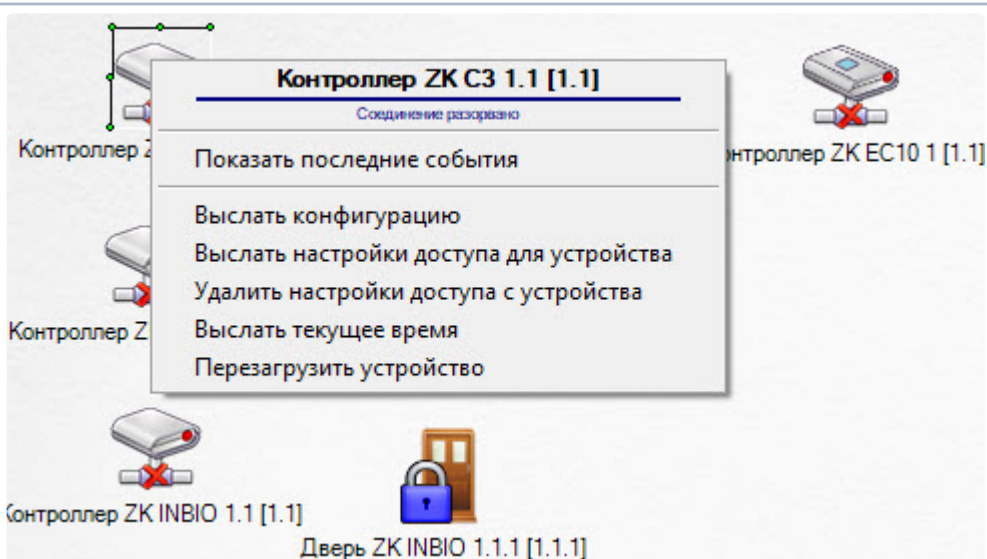 Контроллер ZK C3 1.1 [1.1]
Соединение разорвано
Контроллер
Показать последние события
ZK EC10 1 [1.1]
Выслать конфигурацию
Выслать настройки доступа для устройства
Удалить настройки доступа с устройства
Контроллер Z
Выслать текущее время
Перезагрузить устройство
Контроллер ZK INBIO 1.1 [1.1]
Дверь ZK INBIO 1.1.1 [1.1.1]